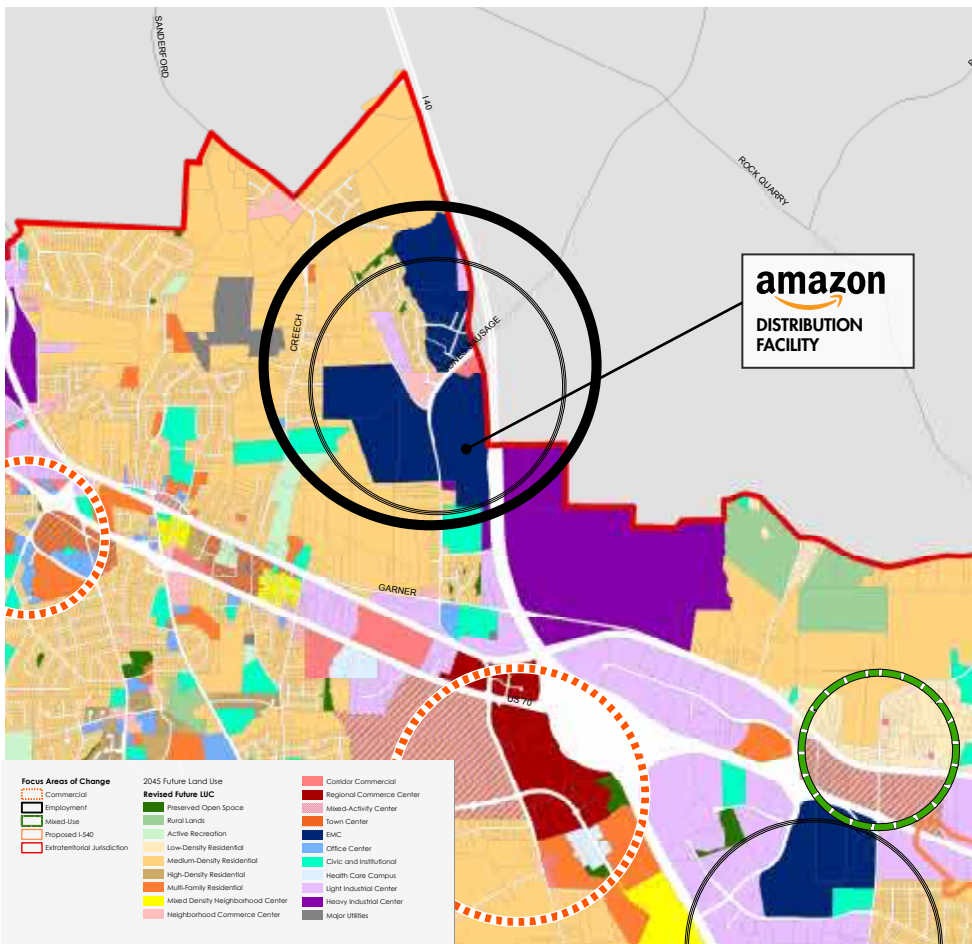 SANDERFORD
I 40
ROCK QUARRY
amazon
DISTRIBUTION
FACILITY
CREECH
JONES SAUSAGE
GARNER
US 70
Focus Areas of Change
Commercial
Employment
Mixed-Use
Proposed I-540
Extraterritorial Jurisdiction
2045 Future Land Use
Revised Future LUC
Preserved Open Space
Rural Lands
Active Recreation
Low-Density Residential
Medium-Density Residential
High-Density Residential
Multi-Family Residential
Mixed Density Neighborhood Center
Neighborhood Commerce Center
Corridor Commercial
Regional Commerce Center
Mixed-Activity Center
Town Center
EMC
Office Center
Civic and Institutional
Health Care Campus
Light Industrial Center
Heavy Industrial Center
Major Utilities